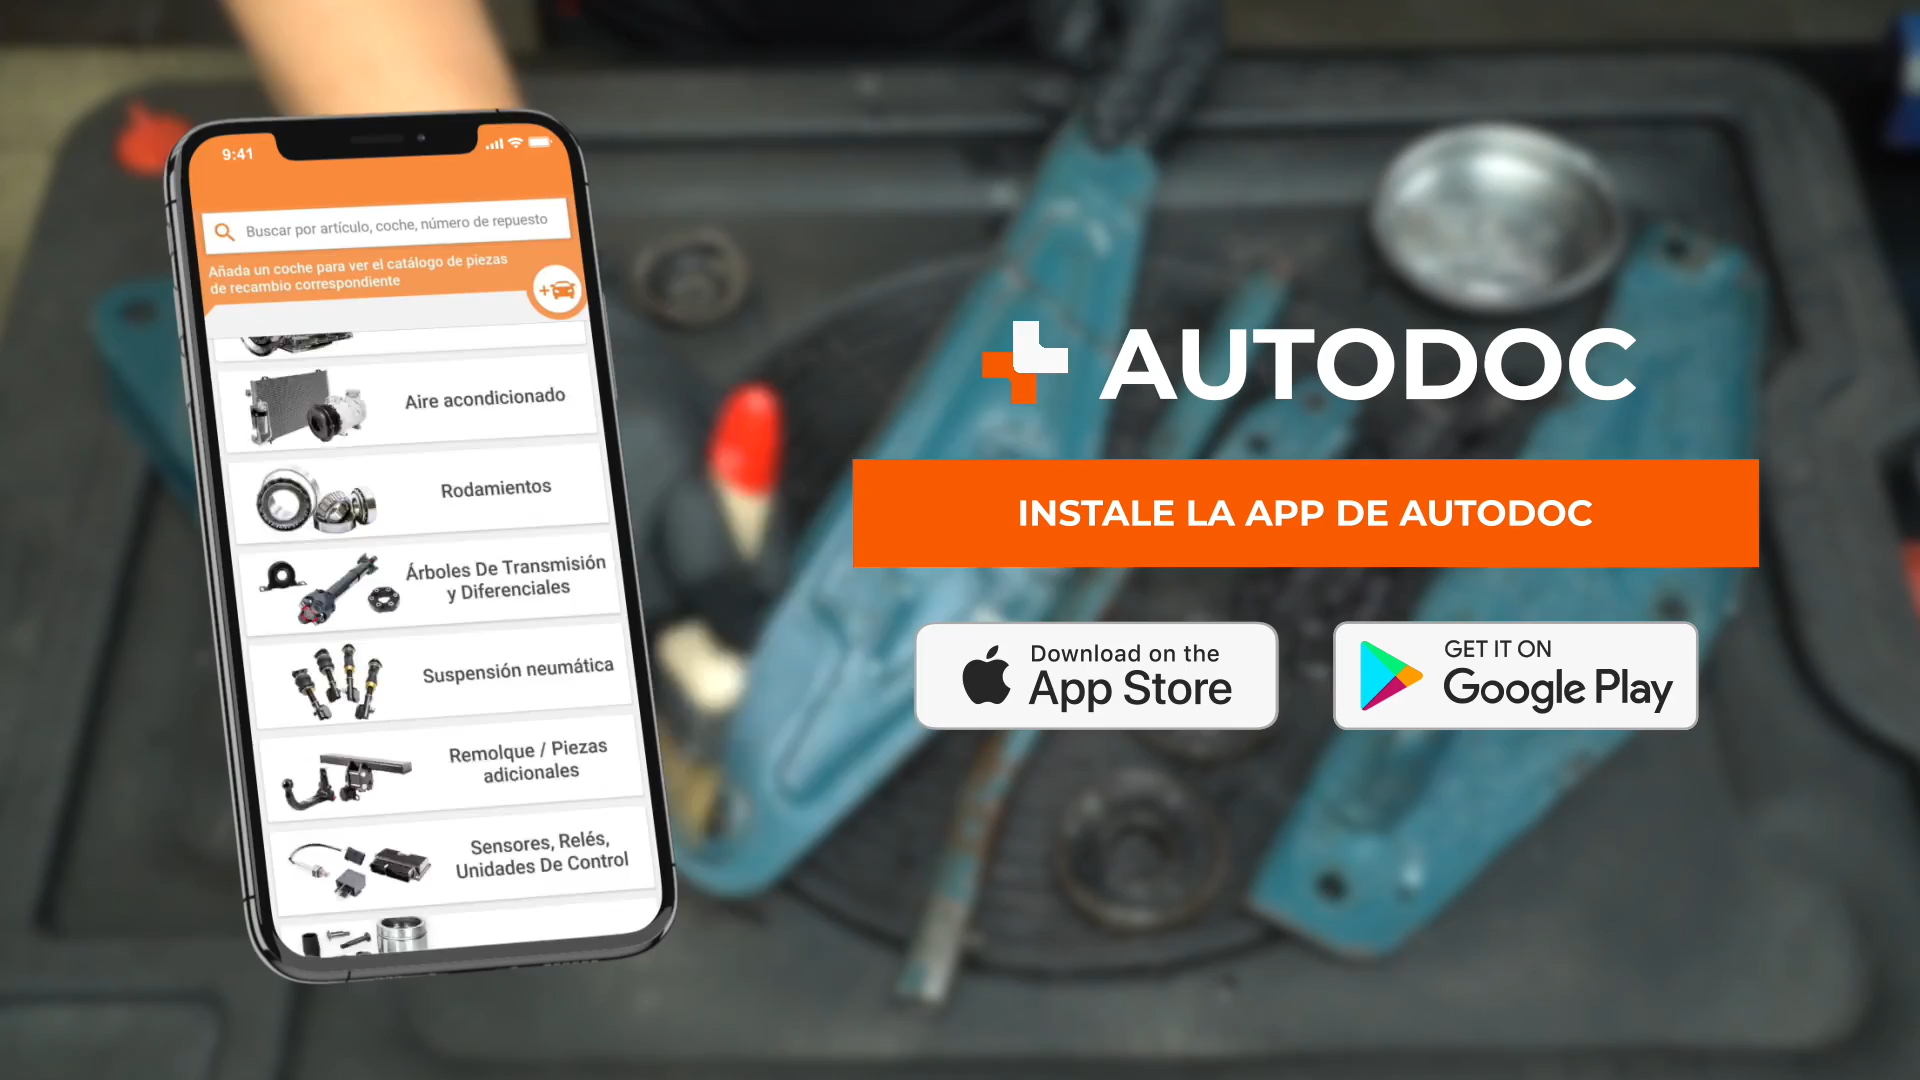 9:41
Buscar por artículo, coche, número de repuesto
Añada un coche para ver el catálogo de piezas
de recambio correspondiente
Aire acondicionado
Rodamientos
Árboles De Transmisión
y Diferenciales
Suspensión neumática
Remolque / Piezas
adicionales
Sensores, Relés,
Unidades De Control
AUTODOC
INSTALE LA APP DE AUTODOC
Download on the
App Store
GET IT ON
Google Play